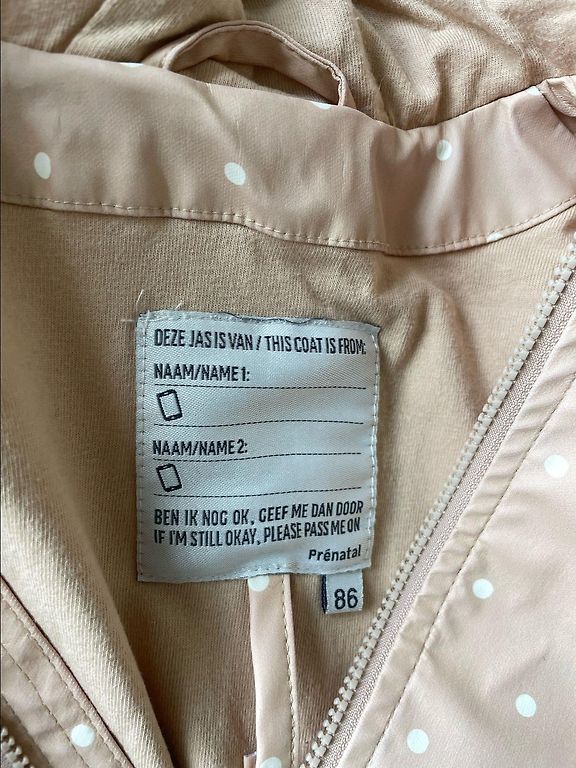 DEZE JAS IS VAN / THIS COAT IS FROM:
NAAM/NAME 1:
NAAM/NAME 2:
BEN IK NOG OK, GEEF ME DAN DOOR
IF I'M STILL OKAY, PLEASE PASS ME ON
Prénatal
86